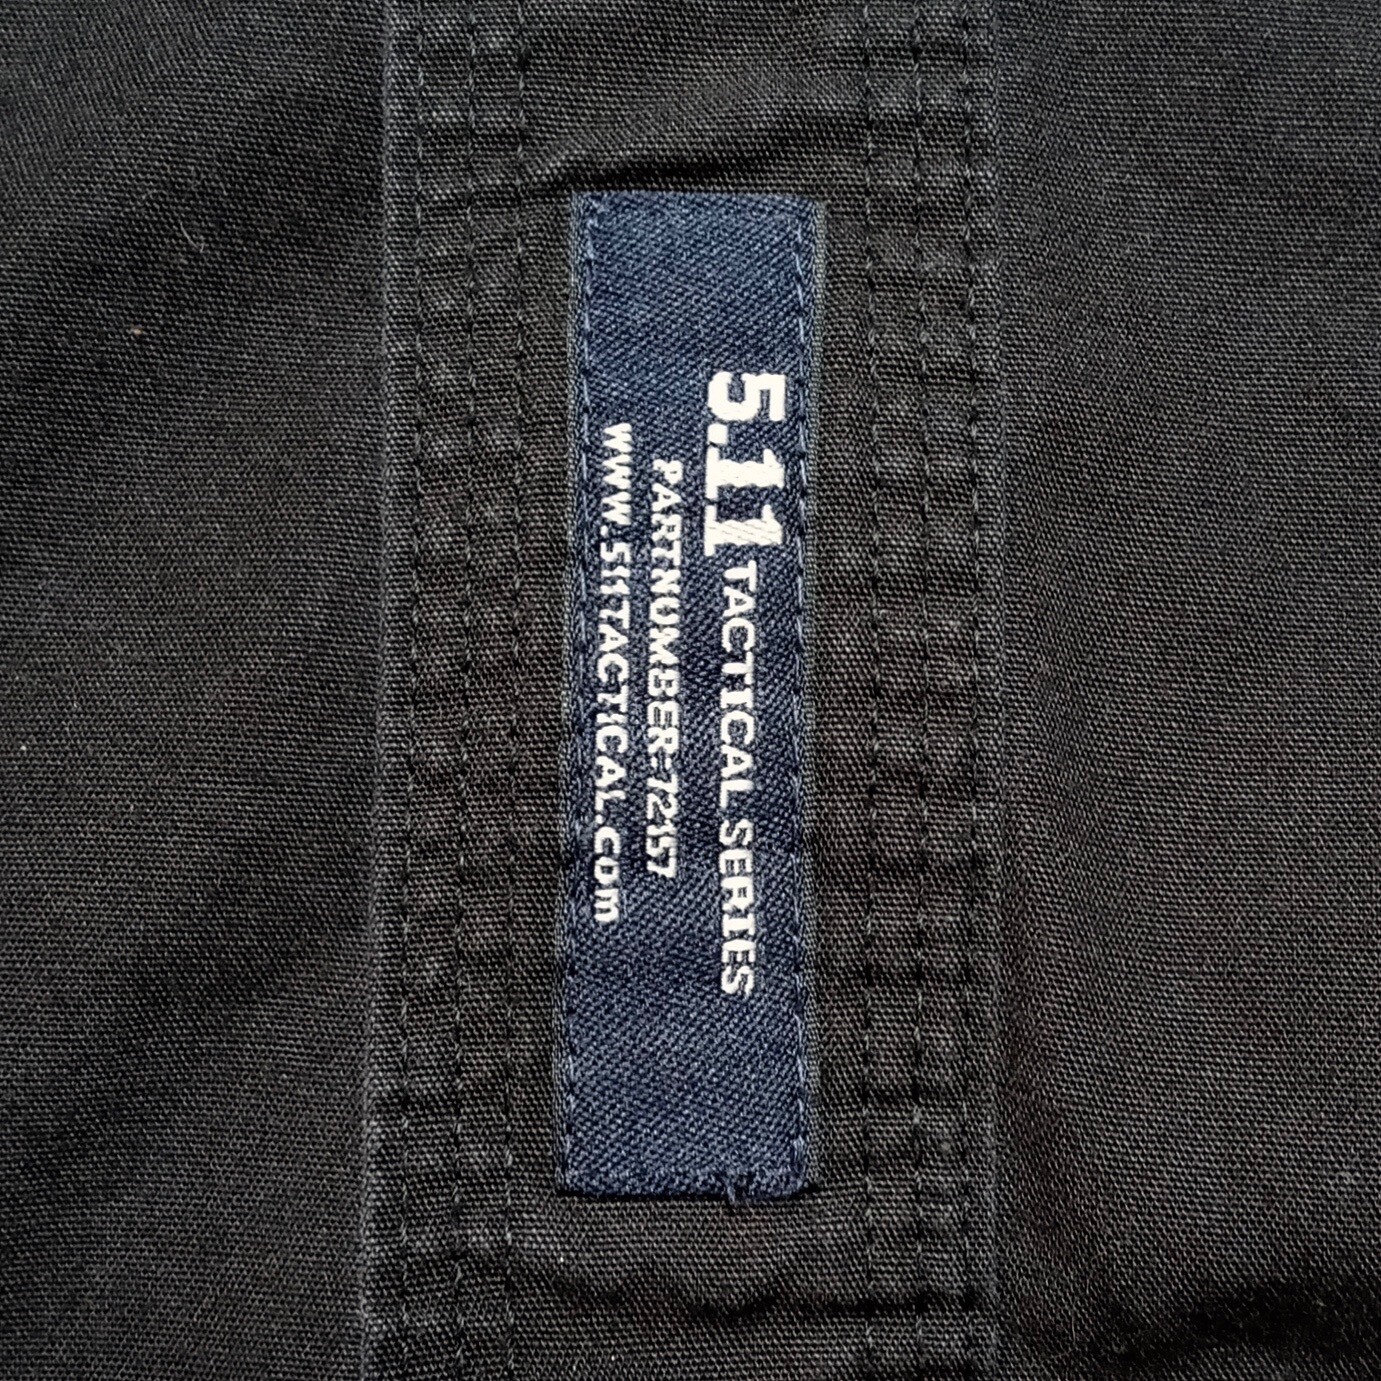 5.11 TACTICAL SERIES
PART NUMBER-72157
WWW.511TACTICAL.COM